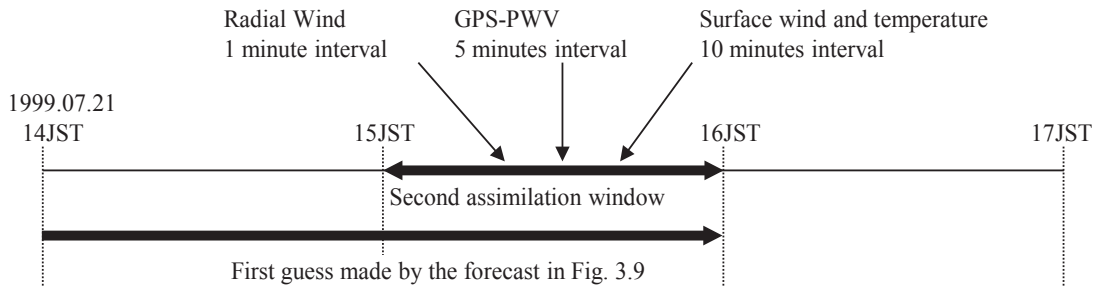 Radial Wind
1 minute interval
GPS-PWV
5 minutes interval
Surface wind and temperature
10 minutes interval
1999.07.21
14JST
15JST
16JST
17JST
Second assimilation window
First guess made by the forecast in Fig. 3.9